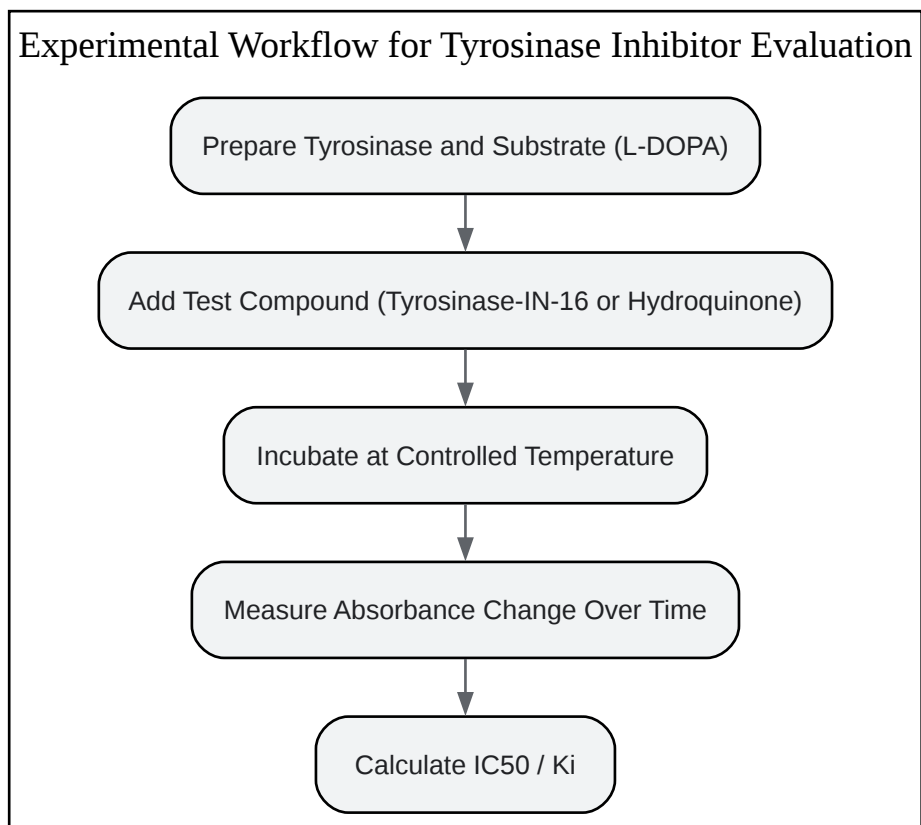 Experimental Workflow for Tyrosinase Inhibitor Evaluation
Prepare Tyrosinase and Substrate (L-DOPA)
Add Test Compound (Tyrosinase-IN-16 or Hydroquinone)
Incubate at Controlled Temperature
Measure Absorbance Change Over Time
Calculate IC50 / Ki